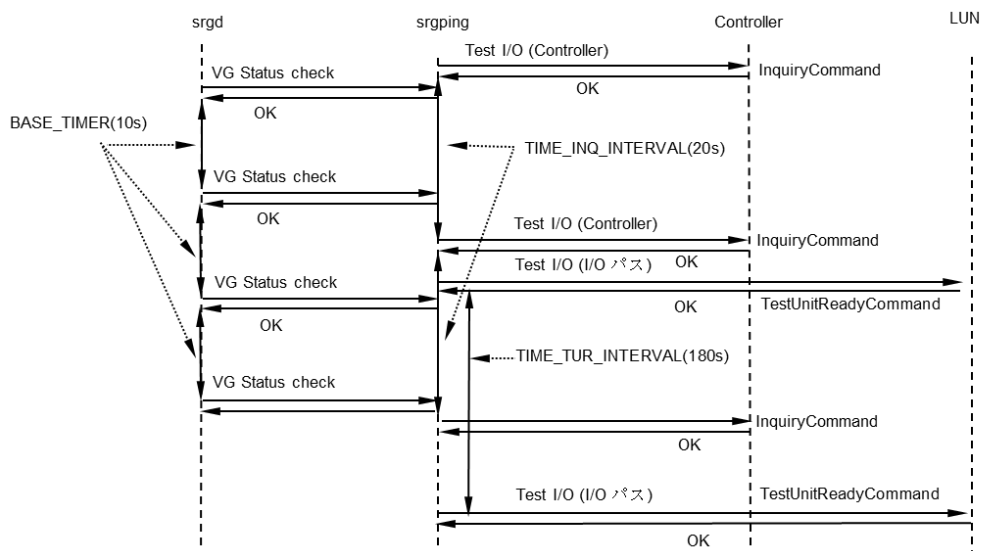 srgd
srgping
Controller
LUN
Test I/O (Controller)
VG Status check
InquiryCommand
OK
OK
BASE_TIMER(10s)
TIME_INQ_INTERVAL(20s)
VG Status check
OK
Test I/O (Controller)
InquiryCommand
Test I/O (I/O パス)
OK
VG Status check
OK
TestUnitReadyCommand
OK
TIME_TUR_INTERVAL(180s)
VG Status check
InquiryCommand
OK
Test I/O (I/O パス)
TestUnitReadyCommand
OK